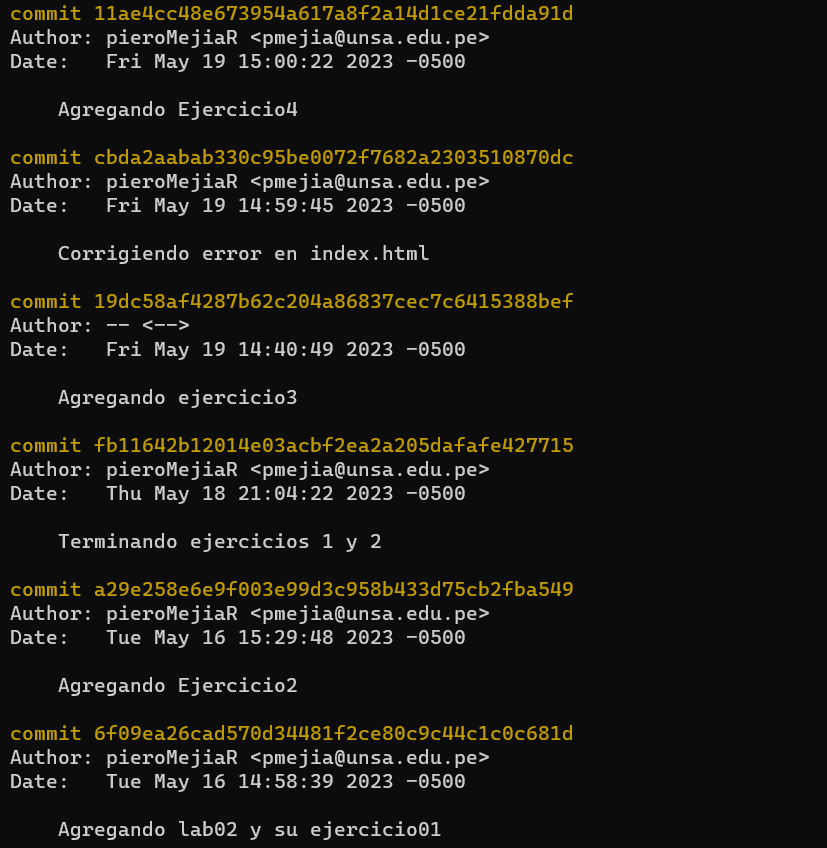 commit 11ae4cc48e673954a617a8f2a14d1ce21fdda91d
Author: pieroMejiaR <pmejia@unsa.edu.pe>
Date:   Fri May 19 15:00:22 2023 -0500
    Agregando Ejercicio4
commit cbda2aabab330c95be0072f7682a2303510870dc
Author: pieroMejiaR <pmejia@unsa.edu.pe>
Date:   Fri May 19 14:59:45 2023 -0500
    Corrigiendo error en index.html
commit 19dc58af4287b62c204a86837cec7c6415388bef
Author: -- <-->
Date:   Fri May 19 14:40:49 2023 -0500
    Agregando ejercicio3
commit fb11642b12014e03acbf2ea2a205dafafe427715
Author: pieroMejiaR <pmejia@unsa.edu.pe>
Date:   Thu May 18 21:04:22 2023 -0500
    Terminando ejercicios 1 y 2
commit a29e258e6e9f003e99d3c958b433d75cb2fba549
Author: pieroMejiaR <pmejia@unsa.edu.pe>
Date:   Tue May 16 15:29:48 2023 -0500
    Agregando Ejercicio2
commit 6f09ea26cad570d34481f2ce80c9c44c1c0c681d
Author: pieroMejiaR <pmejia@unsa.edu.pe>
Date:   Tue May 16 14:58:39 2023 -0500
    Agregando lab02 y su ejercicio01